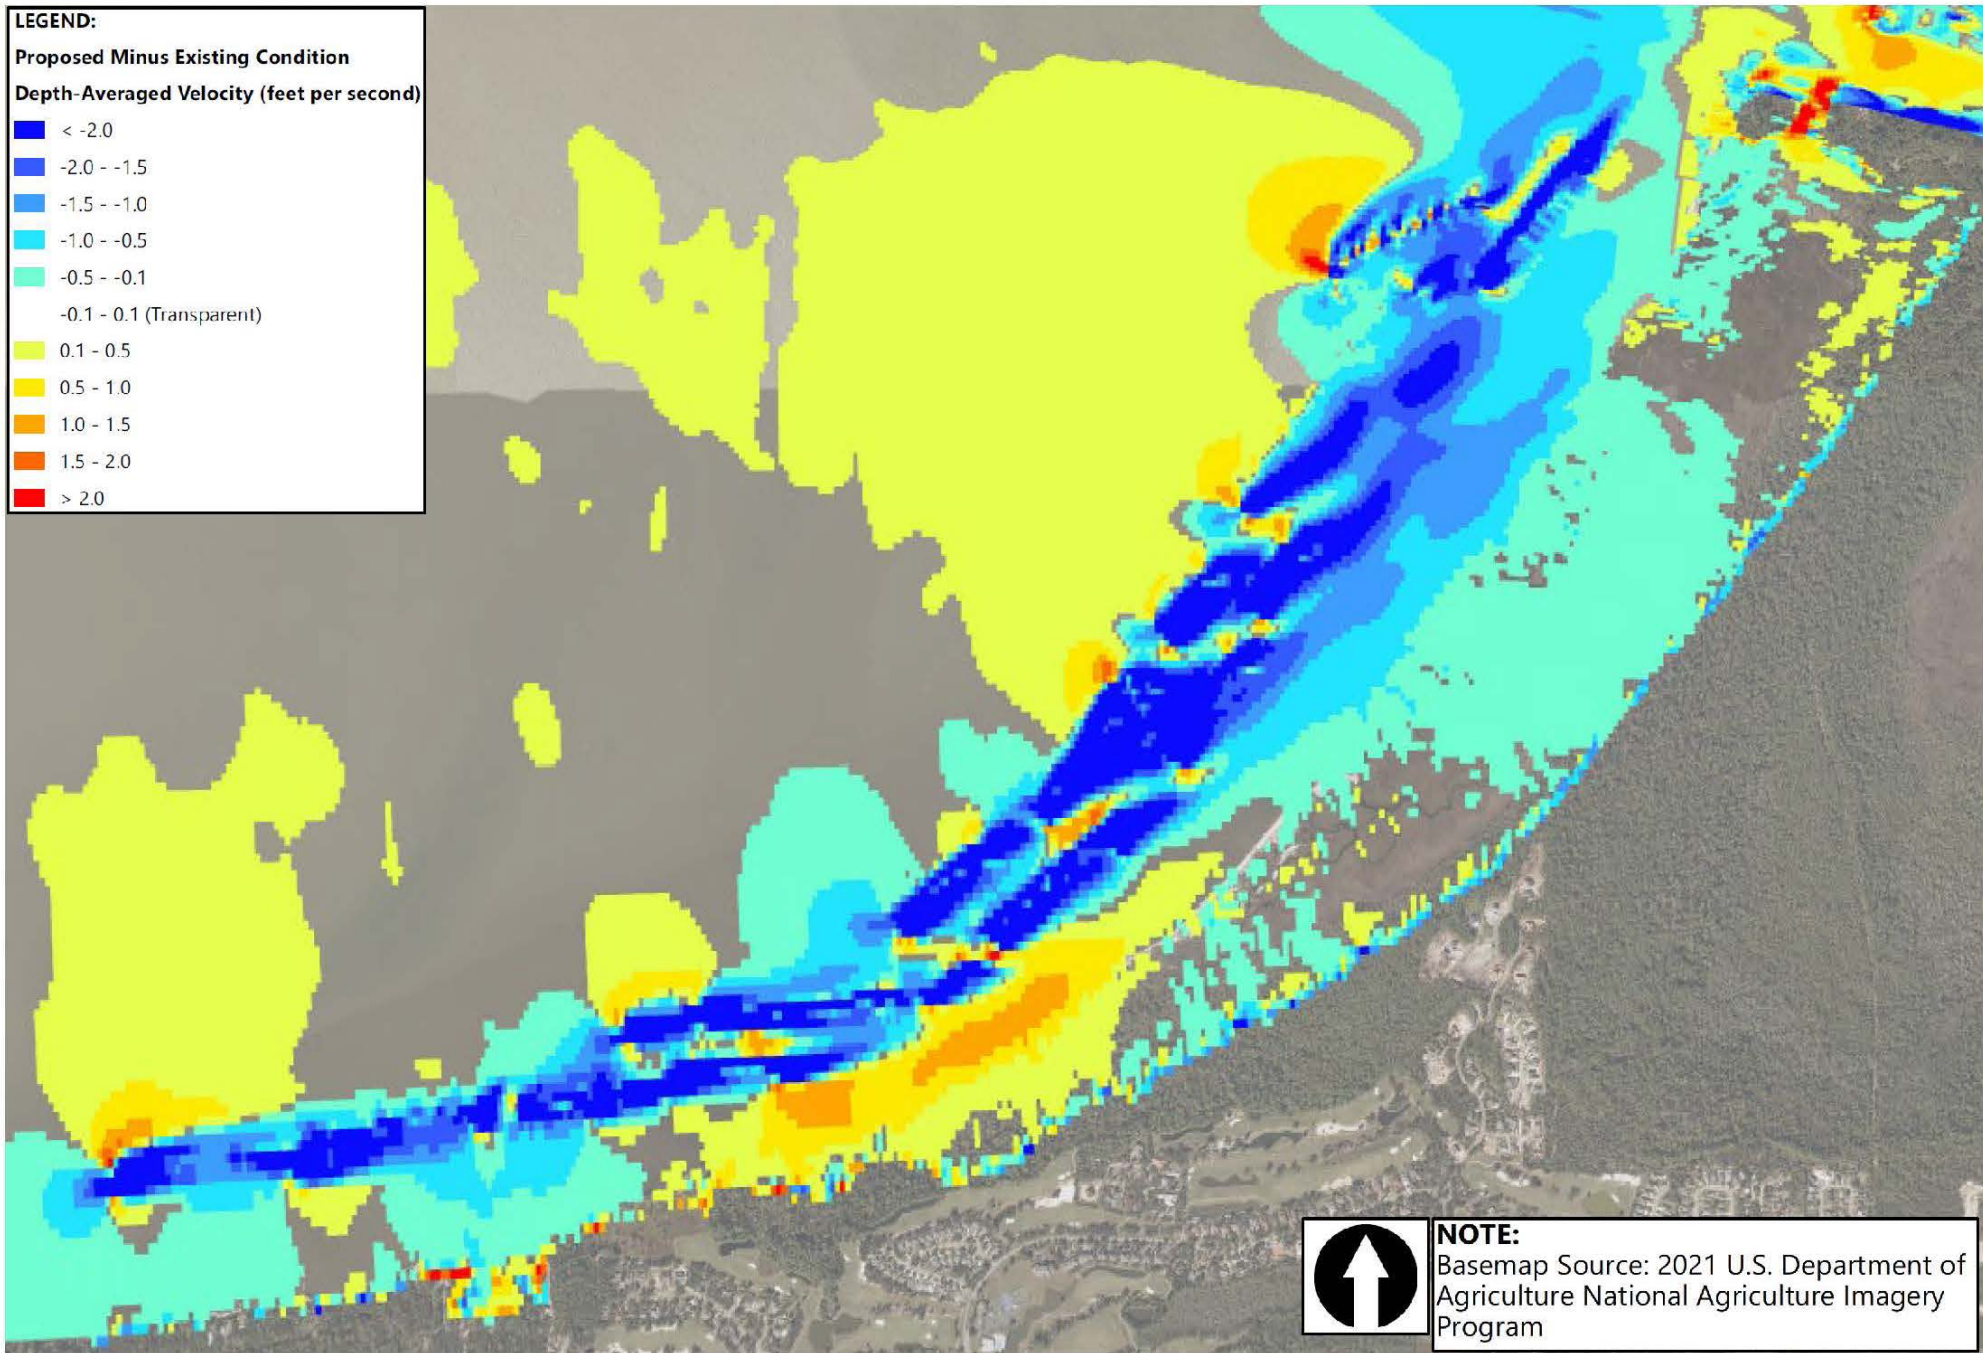 LEGEND:
Proposed Minus Existing Condition
Depth-Averaged Velocity (feet per second)
< -2.0
-2.0 - -1.5
-1.5 - -1.0
-1.0 - -0.5
-0.5 - -0.1
-0.1 - 0.1 (Transparent)
0.1 - 0.5
0.5 - 1.0
1.0 - 1.5
1.5 - 2.0
> 2.0
NOTE:
Basemap Source: 2021 U.S. Department of
Agriculture National Agriculture Imagery
Program